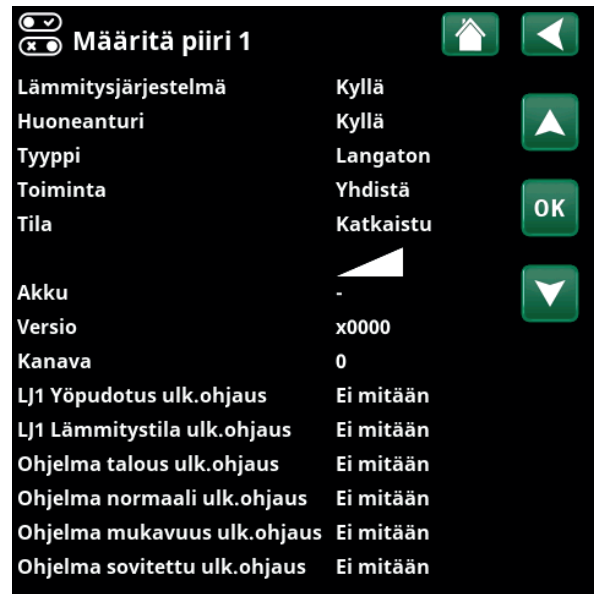 Määritä piiri 1
Lämmitysjärjestelmä Kyllä
Huoneanturi Kyllä
Tyyppi Langaton
Toiminta Yhdistä
Tila Katkaistu
OK
Akku -
Versio x0000
Kanava 0
LJ1 Yöpudotus ulk.ohjaus Ei mitään
LJ1 Lämmitystila ulk.ohjaus Ei mitään
Ohjelma talous ulk.ohjaus Ei mitään
Ohjelma normaali ulk.ohjaus Ei mitään
Ohjelma mukavuus ulk.ohjaus Ei mitään
Ohjelma sovitettu ulk.ohjaus Ei mitään